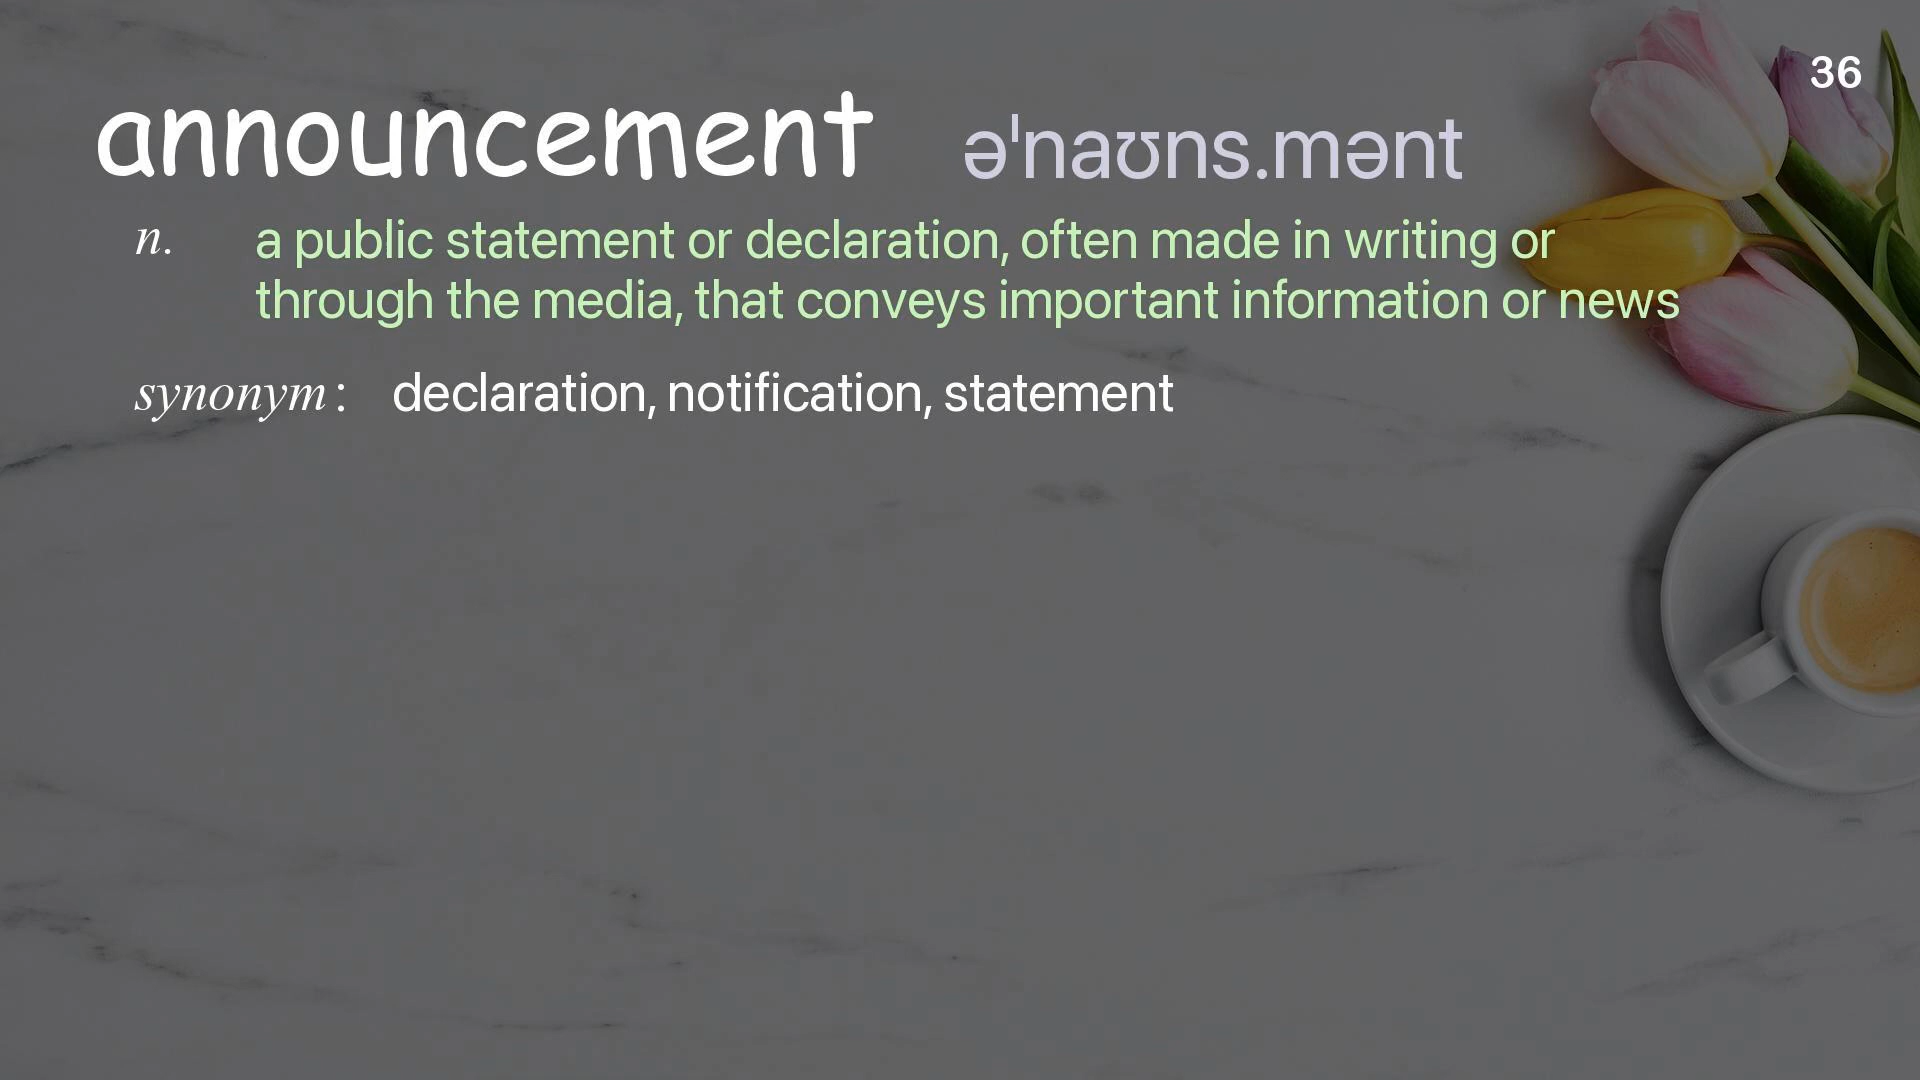 36
announcement əˈnaʊns.mənt
n. a public statement or declaration, often made in writing or
through the media, that conveys important information or news
synonym: declaration, notification, statement